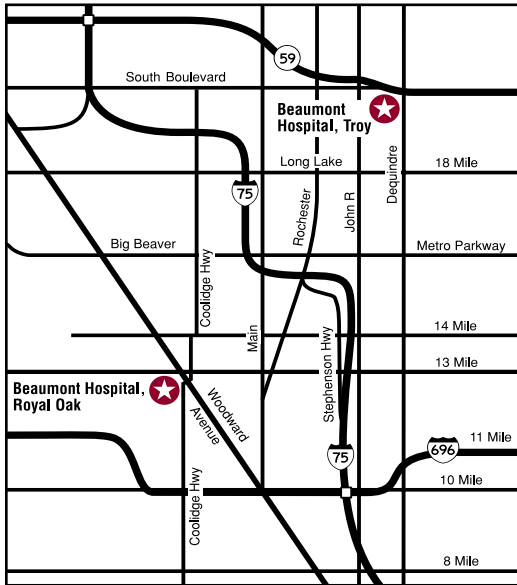 59
South Boulevard
Beaumont
Hospital, Troy
Long Lake
18 Mile
75
Rochester
John R
Dequindre
Big Beaver
Metro Parkway
Coolidge Hwy
Main
Stephenson Hwy
14 Mile
13 Mile
Beaumont Hospital,
Royal Oak
Woodward
Avenue
11 Mile
696
75
10 Mile
Coolidge Hwy
8 Mile